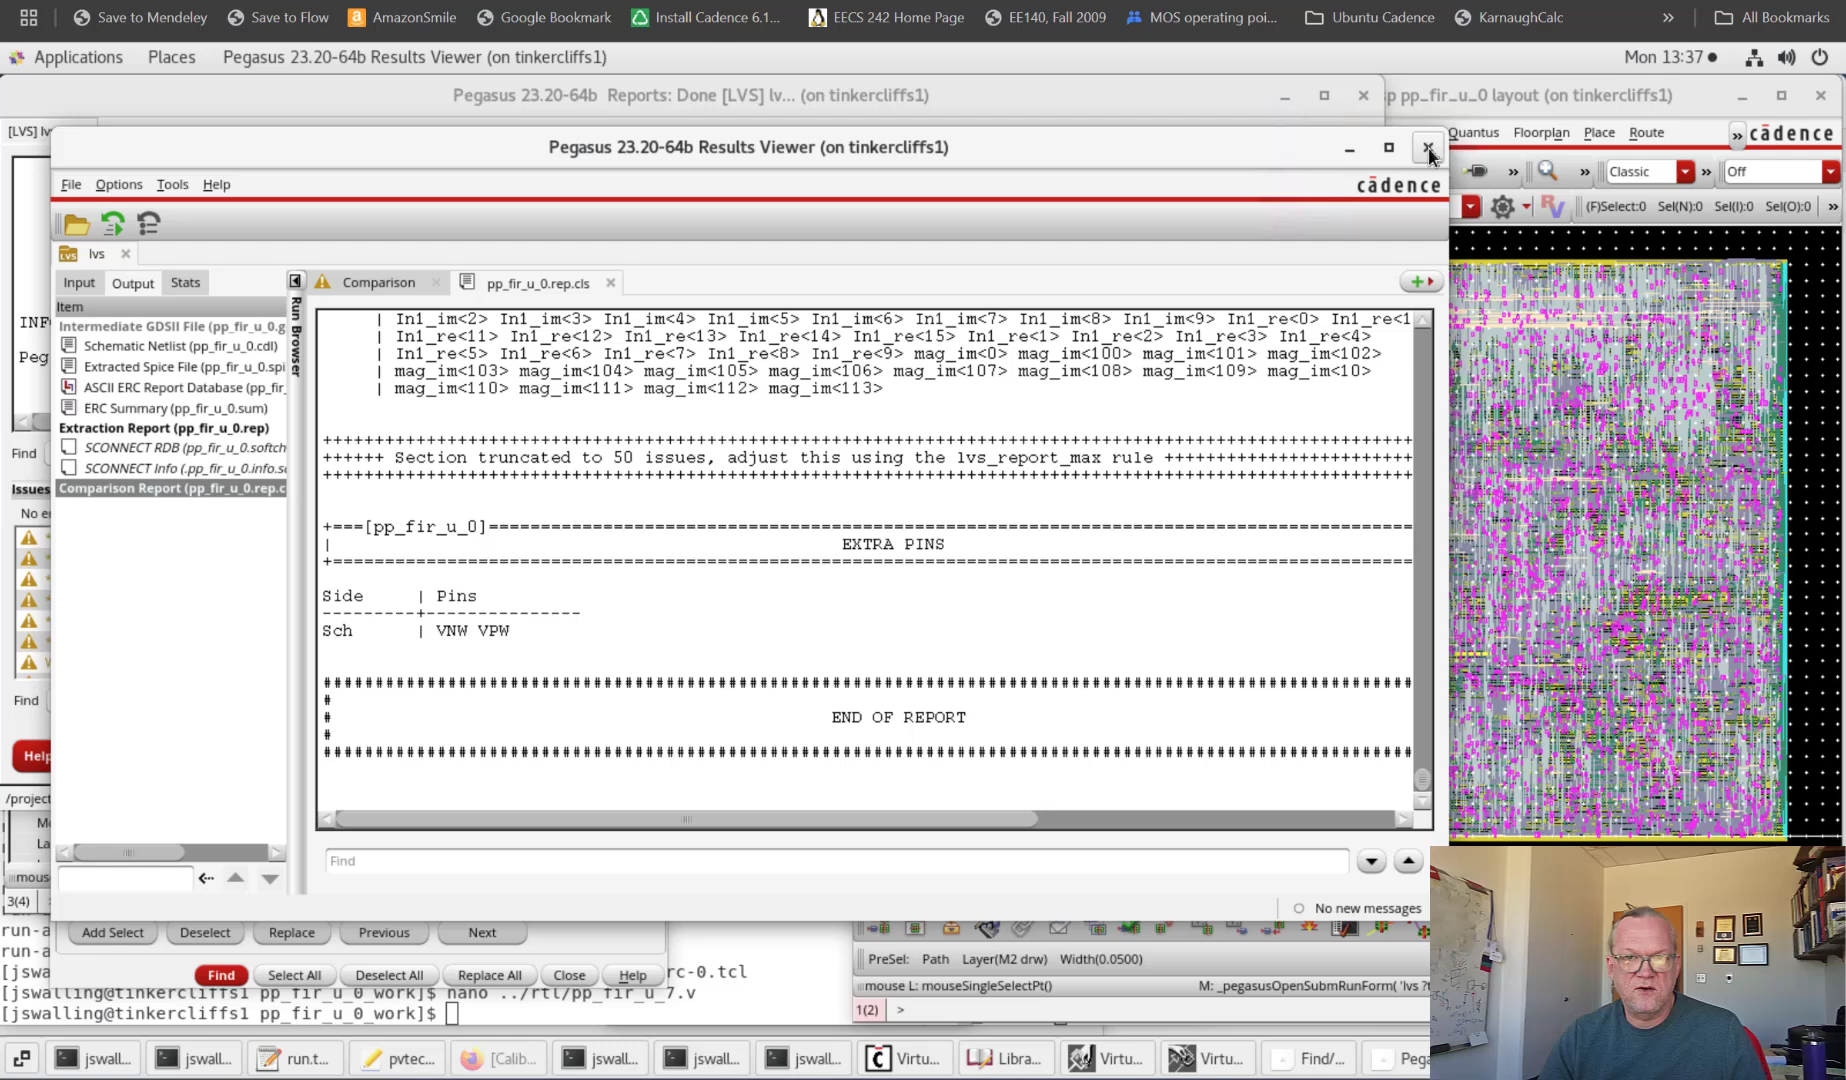 Save to Mendeley
Save to Flow
AmazonSmile
Google Bookmark
Install Cadence 6.1...
EECS 242 Home Page
EE140, Fall 2009
MOS operating poi...
Ubuntu Cadence
KarnaughCalc
»
All Bookmarks
Applications
Places
Pegasus 23.20-64b Results Viewer (on tinkercliffs1)
Mon 13:37
Pegasus 23.20-64b Reports: Done [LVS] lv... (on tinkercliffs1)
pp_fir_u_0 layout (on tinkercliffs1)
[LVS] lv
Quantus Floorplan Place Route » cādence
Pegasus 23.20-64b Results Viewer (on tinkercliffs1)
File Options Tools Help
cādence
» » Classic » Off
(F)Select:0 Sel(N):0 Sel(I):0 Sel(O):0 »
lvs
Input Output Stats
Run Browser
Comparison
pp_fir_u_0.rep.cls
Item
Intermediate GDSII File (pp_fir_u_0.g
Schematic Netlist (pp_fir_u_0.cdl)
Extracted Spice File (pp_fir_u_0.spi
ASCII ERC Report Database (pp_fir_
ERC Summary (pp_fir_u_0.sum)
Extraction Report (pp_fir_u_0.rep)
SCONNECT RDB (pp_fir_u_0.softch
SCONNECT Info (.pp_fir_u_0.info.sc
Comparison Report (pp_fir_u_0.rep.c
INFO
Peg
Find
Issues
No er
Find
Help
| In1_im<2> In1_im<3> In1_im<4> In1_im<5> In1_im<6> In1_im<7> In1_im<8> In1_im<9> In1_re<0> In1_re<1
| In1_re<11> In1_re<12> In1_re<13> In1_re<14> In1_re<15> In1_re<1> In1_re<2> In1_re<3> In1_re<4>
| In1_re<5> In1_re<6> In1_re<7> In1_re<8> In1_re<9> mag_im<0> mag_im<100> mag_im<101> mag_im<102>
| mag_im<103> mag_im<104> mag_im<105> mag_im<106> mag_im<107> mag_im<108> mag_im<109> mag_im<10>
| mag_im<110> mag_im<111> mag_im<112> mag_im<113>
++++++ Section truncated to 50 issues, adjust this using the lvs_report_max rule ++++++++++++++++++++++++
+===[pp_fir_u_0]====
| EXTRA PINS
Side | Pins
---------+---------------
Sch | VNW VPW
#
# END OF REPORT
#
Find
No new messages
/project
Mo
La
mous
3(4)
run-a
run-a
Add Select Deselect Replace Previous Next
Find Select All Deselect All Replace All Close Help
[jswa
rc-0.tcl
[jswalling@tinkercliffs1 pp_fir_u_0_work]$ nano ../rtl/pp_fir_u_7.v
[jswalling@tinkercliffs1 pp_fir_u_0_work]$
PreSel: Path Layer(M2 drw) Width(0.0500)
mouse L: mouseSingleSelectPt()
M: _pegasusOpenSubmRunForm( 'lvs ?t
1(2) >
jswall...
jswall...
run.t...
pvtec...
[Calib...
jswall...
jswall...
jswall...
Virtu...
Libra...
Virtu...
Virtu...
Find/...
Pega